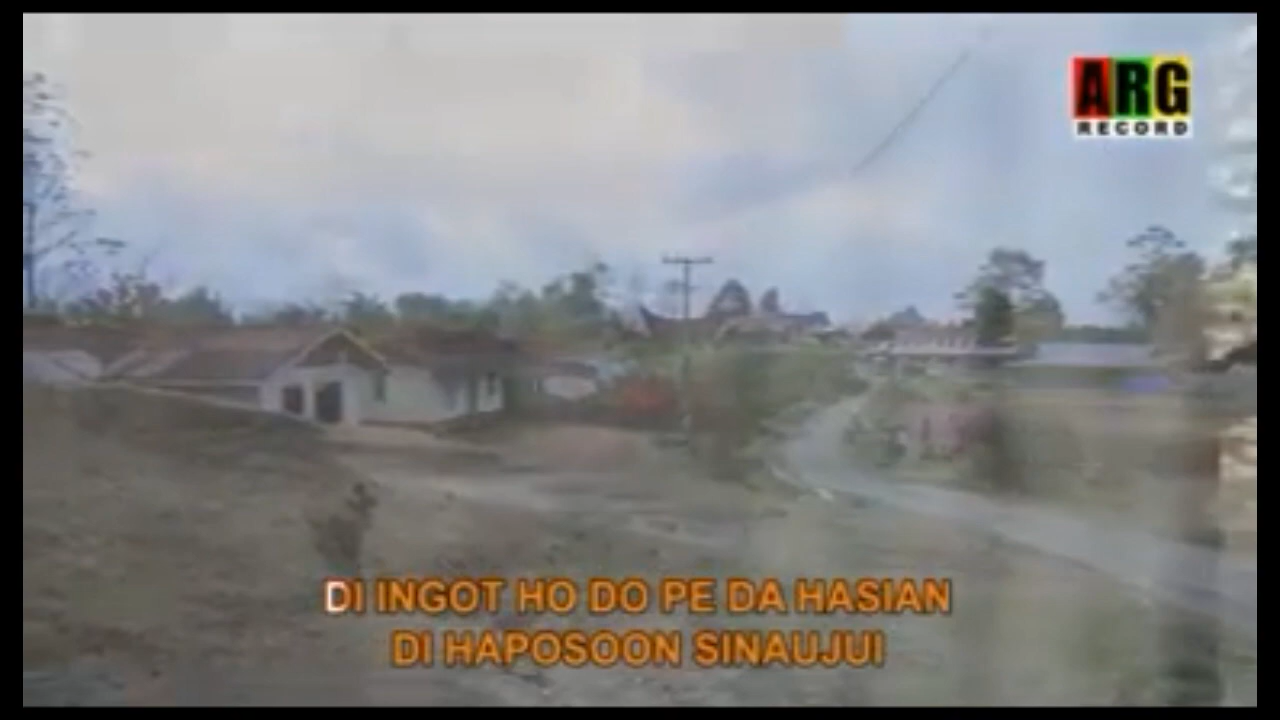 ARG
RECORD
DI INGOT HO DO PE DA HASIAN
DI HAPOSOON SINAUJUI